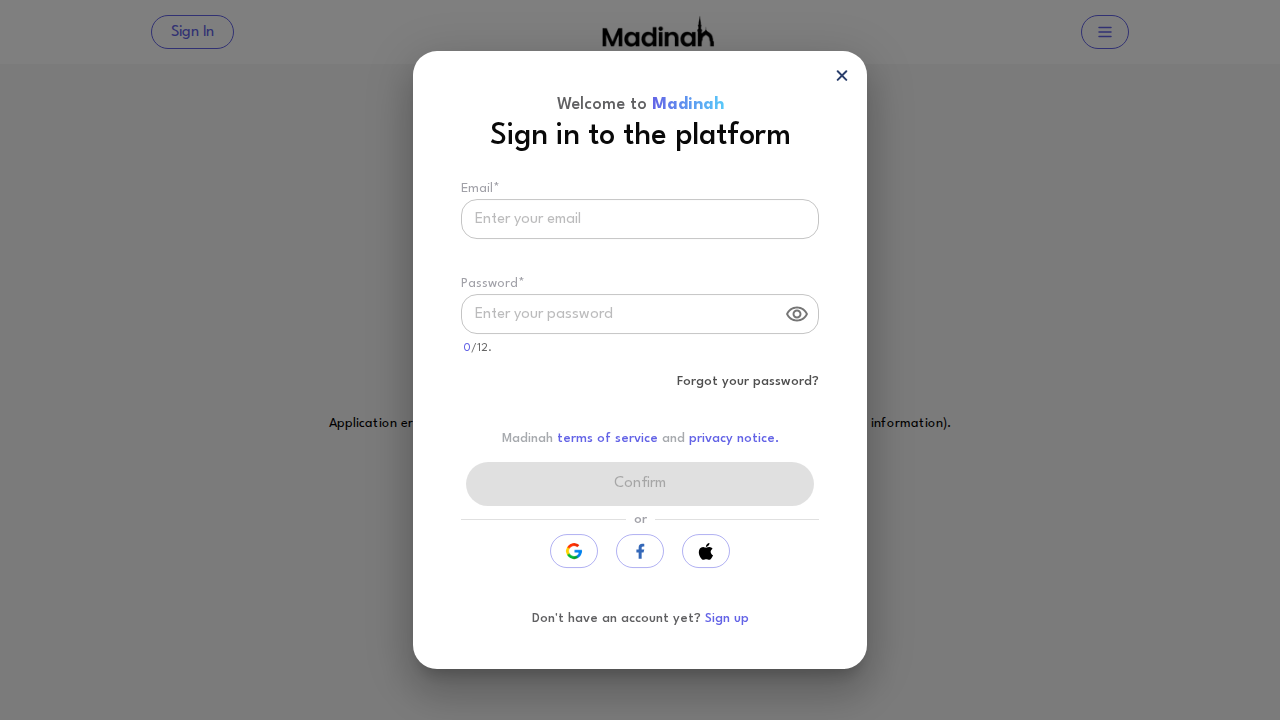 Sign In
Madinah
Welcome to Madinah
Sign in to the platform
Email*
Enter your email
Password*
Enter your password
0/12.
Forgot your password?
Application er
information).
Madinah terms of service and privacy notice.
Confirm
or
Don't have an account yet? Sign up